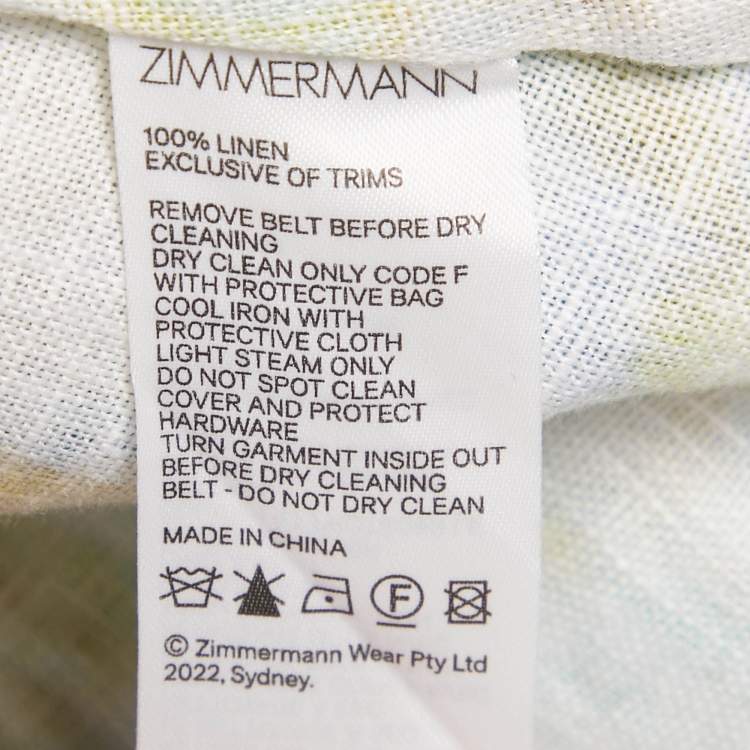 ZIMMERMANN
100% LINEN
EXCLUSIVE OF TRIMS
REMOVE BELT BEFORE DRY
CLEANING
DRY CLEAN ONLY CODE F
WITH PROTECTIVE BAG
COOL IRON WITH
PROTECTIVE CLOTH
LIGHT STEAM ONLY
DO NOT SPOT CLEAN
COVER AND PROTECT
HARDWARE
TURN GARMENT INSIDE OUT
BEFORE DRY CLEANING
BELT - DO NOT DRY CLEAN
MADE IN CHINA
F
© Zimmermann Wear Pty Ltd
2022, Sydney.